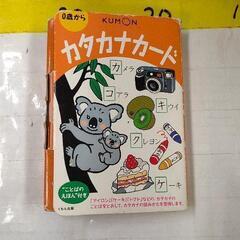 0歳から
KUMON
カタカナカード
カメラ
コアラ
キウイ
クレヨン
ケーキ
"ことばの
えほん"付き
くもん出版